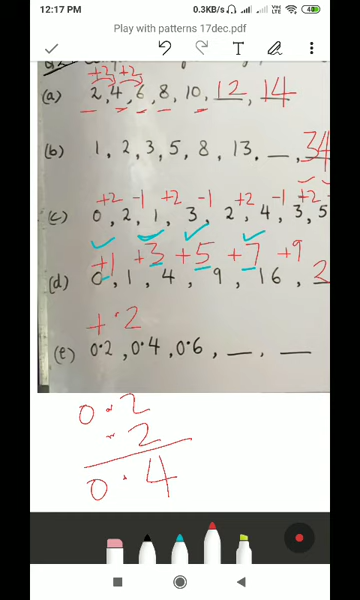 12:17 PM 0.3KB/s 40
Play with patterns 17dec.pdf
T
+2 +2
(a) 2, 4, 6, 8, 10, 12, 14
(b) 1, 2, 3, 5, 8, 13, __, 34
+2 -1 +2 -1 +2 -1 +2
(c) 0, 2, 1, 3, 2, 4, 3, 5
+1 +3 +5 +7 +9
(d) 0, 1, 4, 9, 16, 2
+.2
(e) 0.2, 0.4, 0.6, __, __
0.2
.2
0.4